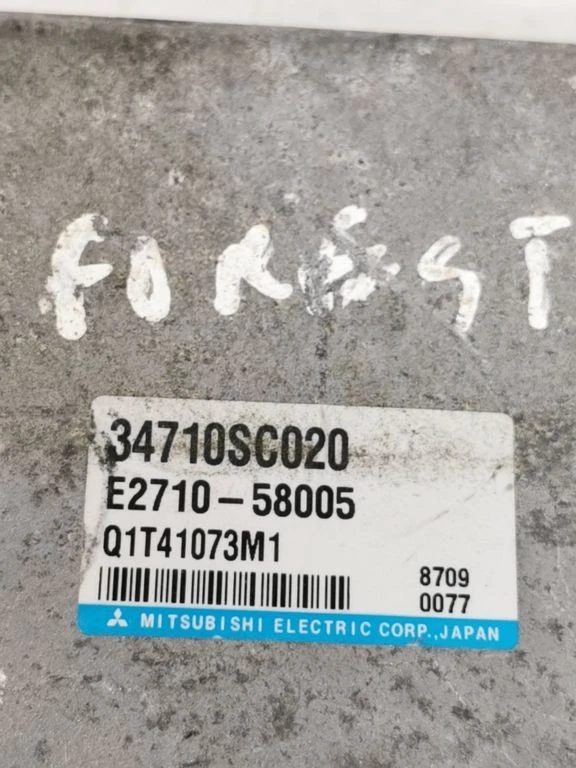 FOREST
34710SC020
E2710-58005
Q1T41073M1
8709
0077
MITSUBISHI ELECTRIC CORP., JAPAN